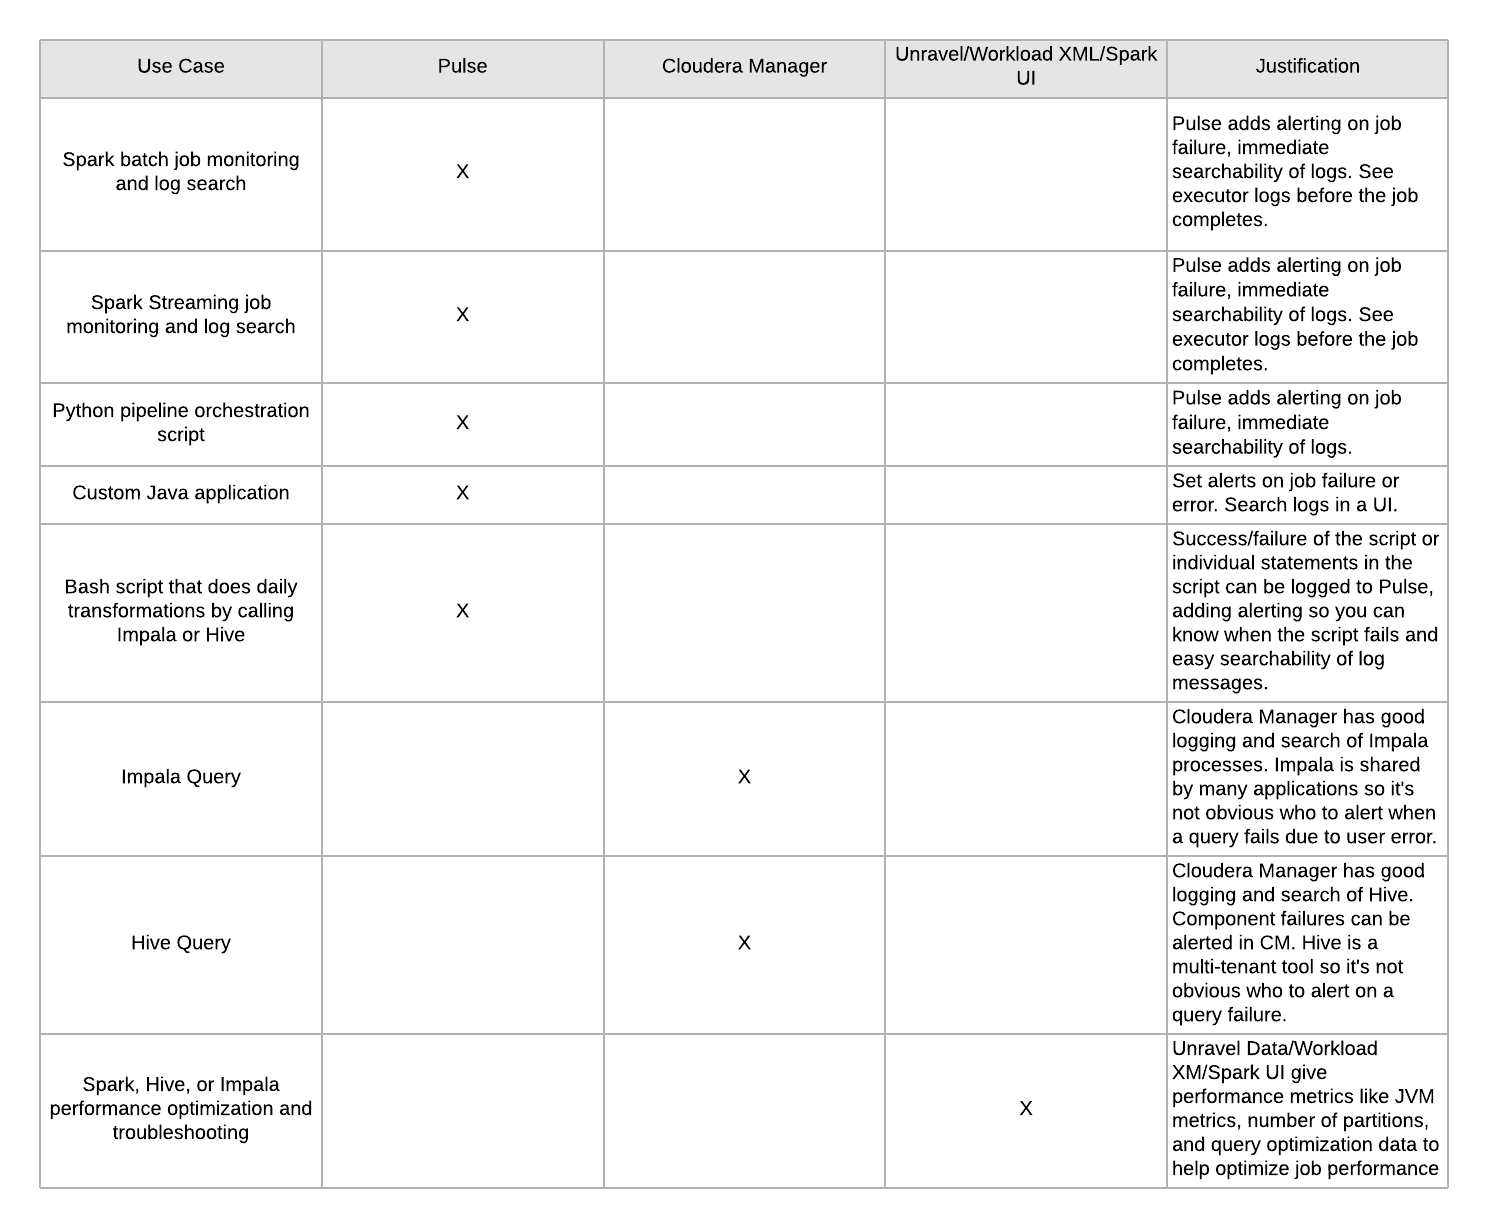 Use Case
Pulse
Cloudera Manager
Unravel/Workload XML/Spark
UI
Justification
Spark batch job monitoring
and log search
X
Pulse adds alerting on job
failure, immediate
searchability of logs. See
executor logs before the job
completes.
Spark Streaming job
monitoring and log search
X
Pulse adds alerting on job
failure, immediate
searchability of logs. See
executor logs before the job
completes.
Python pipeline orchestration
script
X
Pulse adds alerting on job
failure, immediate
searchability of logs.
Custom Java application
X
Set alerts on job failure or
error. Search logs in a UI.
Bash script that does daily
transformations by calling
Impala or Hive
X
Success/failure of the script or
individual statements in the
script can be logged to Pulse,
adding alerting so you can
know when the script fails and
easy searchability of log
messages.
Impala Query
X
Cloudera Manager has good
logging and search of Impala
processes. Impala is shared
by many applications so it's
not obvious who to alert when
a query fails due to user error.
Hive Query
X
Cloudera Manager has good
logging and search of Hive.
Component failures can be
alerted in CM. Hive is a
multi-tenant tool so it's not
obvious who to alert on a
query failure.
Spark, Hive, or Impala
performance optimization and
troubleshooting
X
Unravel Data/Workload
XM/Spark UI give
performance metrics like JVM
metrics, number of partitions,
and query optimization data to
help optimize job performance